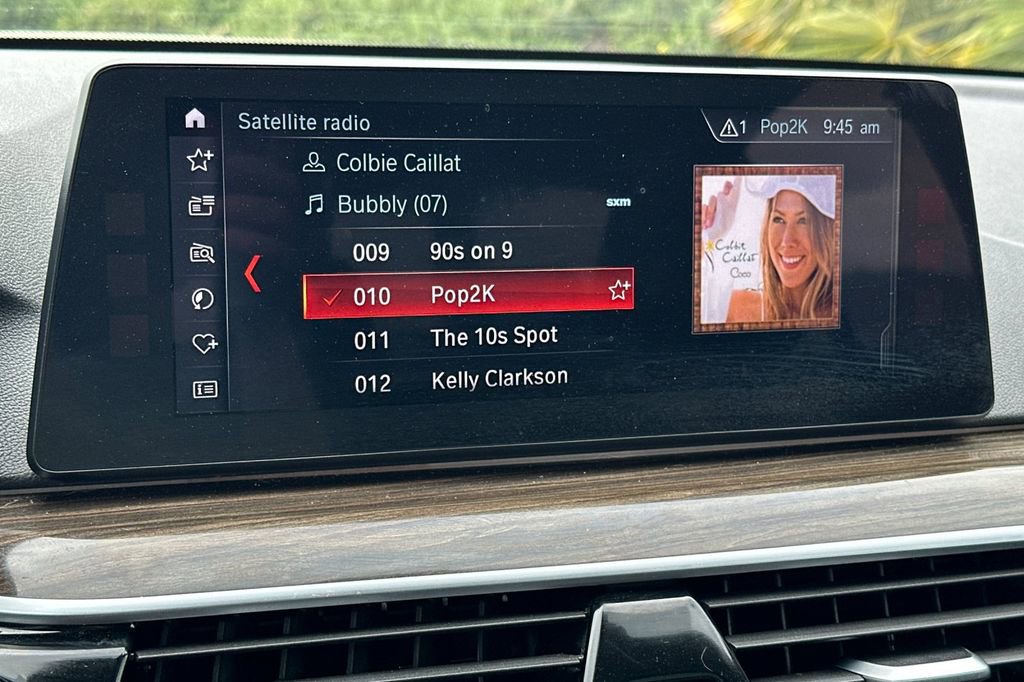 Satellite radio
1 Pop2K 9:45 am
Colbie Caillat
Bubbly (07)
sxm
009 90s on 9
010 Pop2K
011 The 10s Spot
012 Kelly Clarkson
Colbie
Caillat
Coco